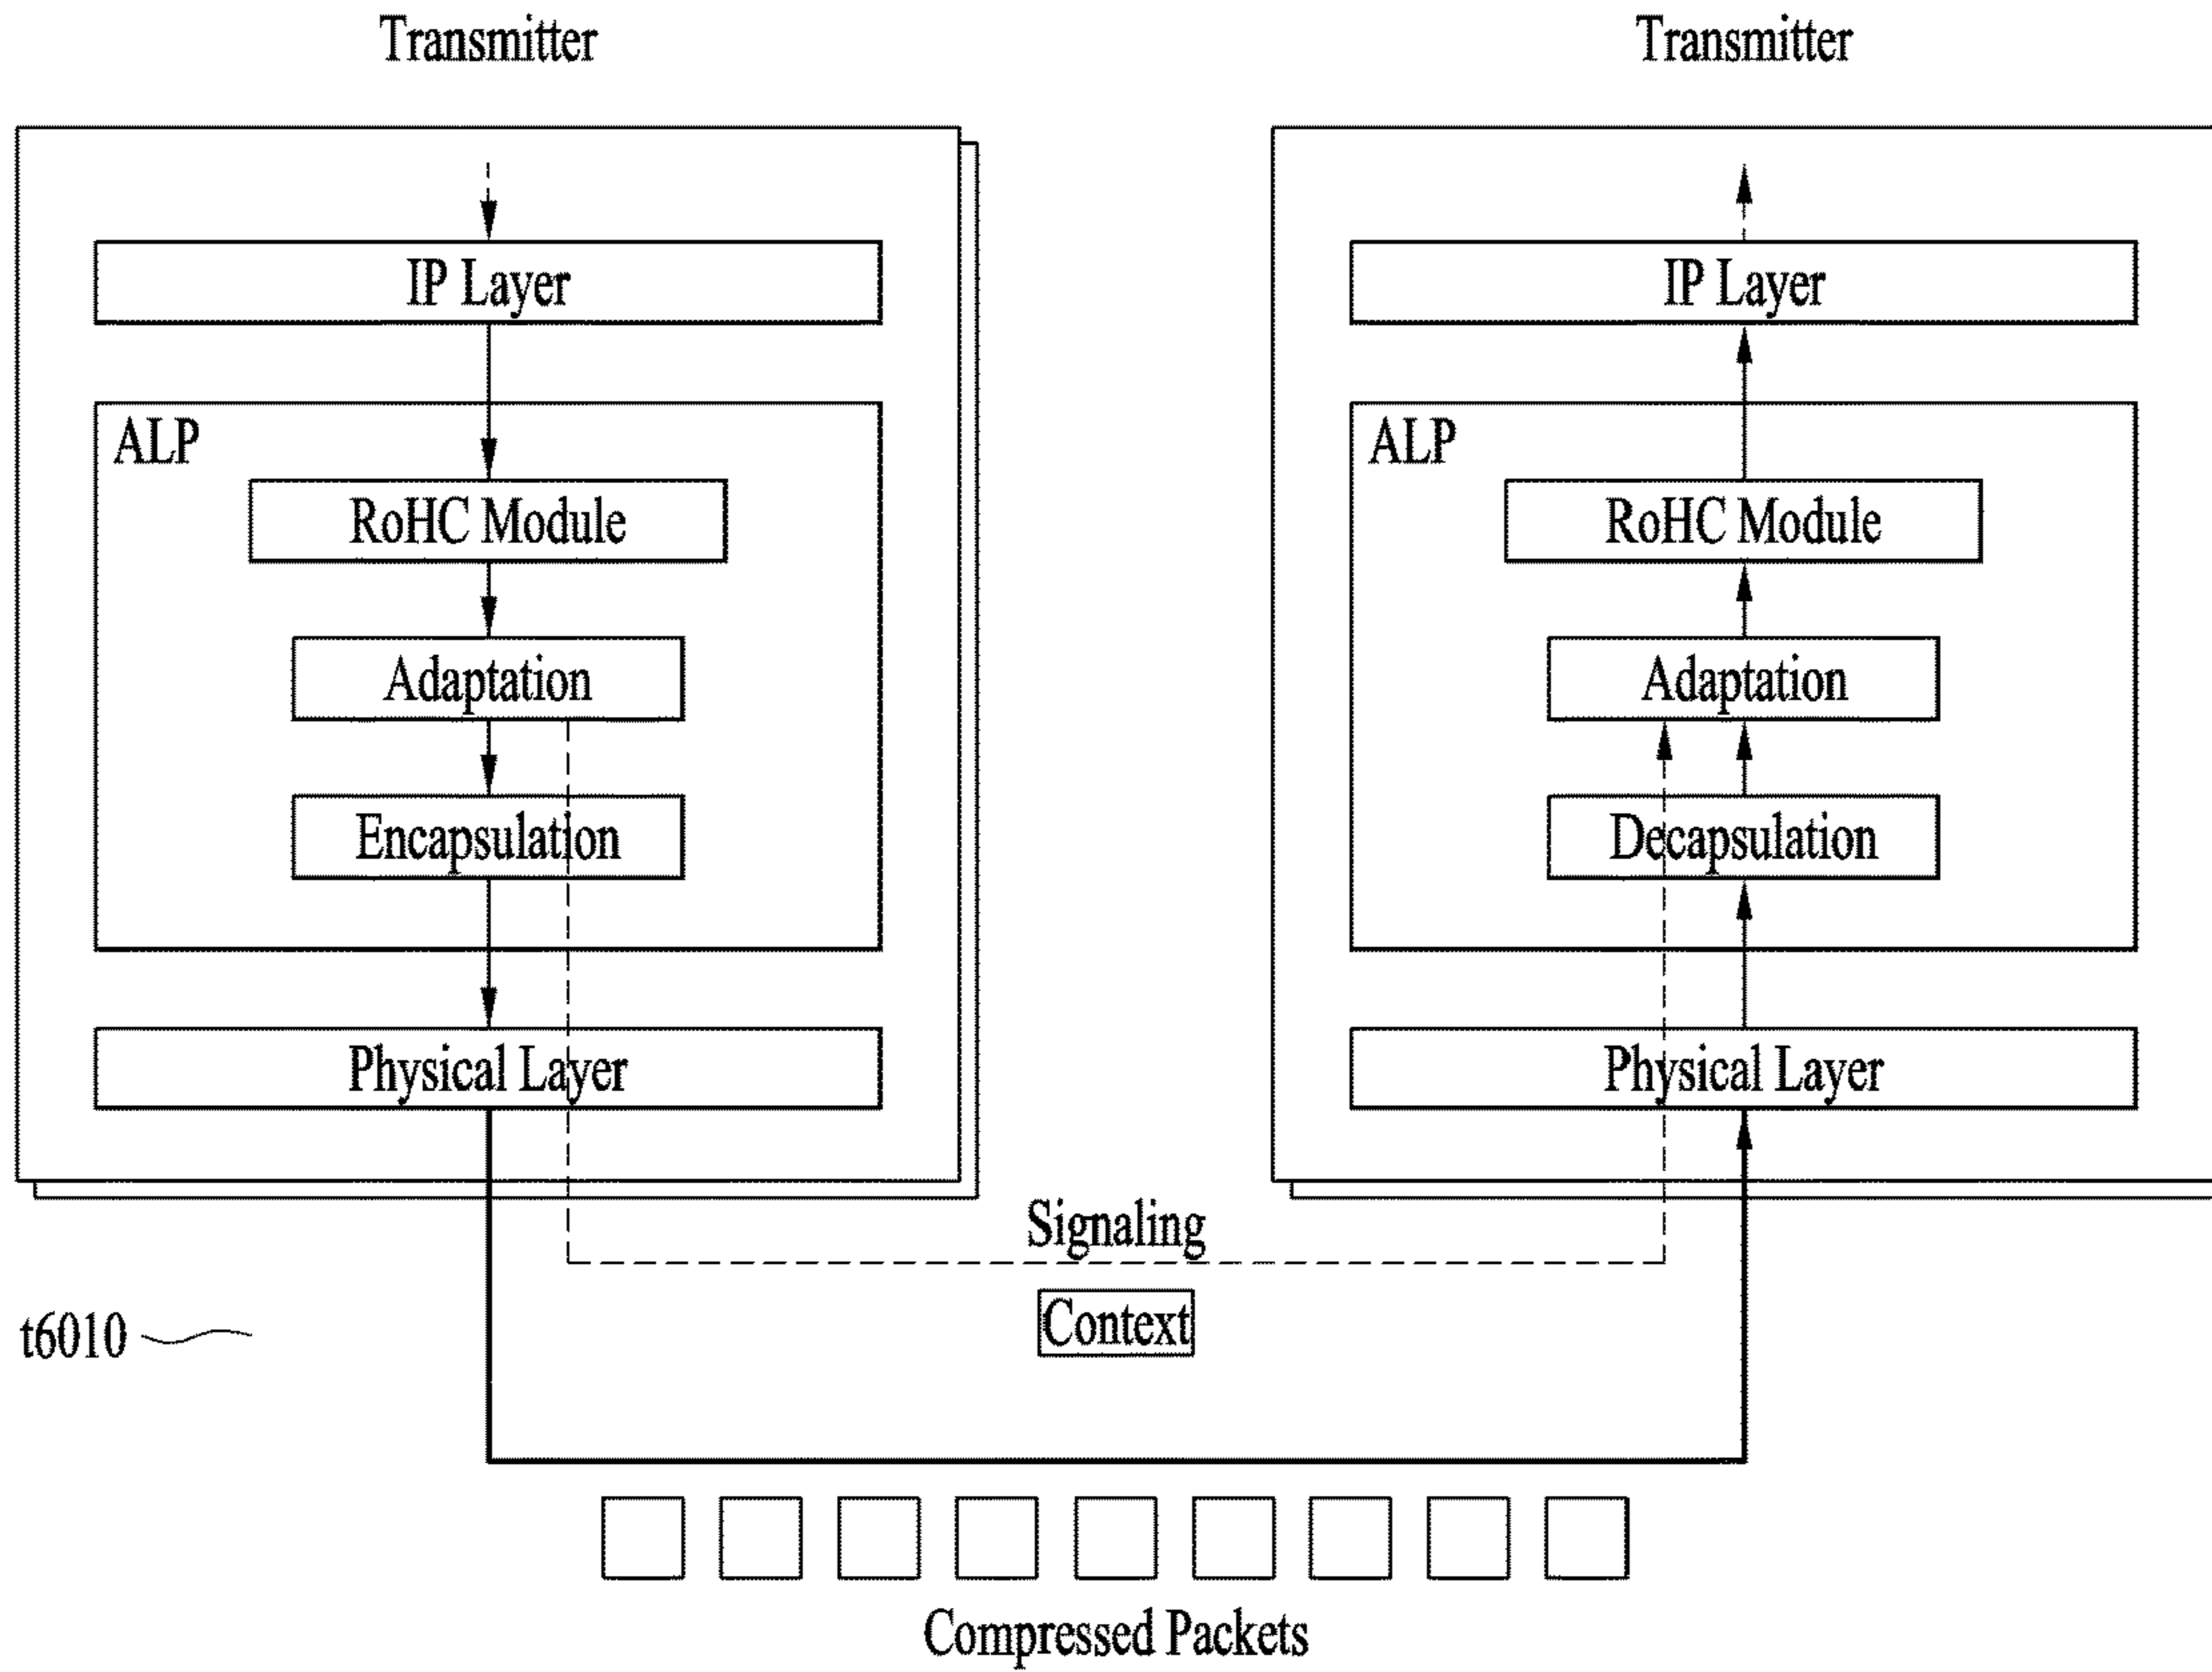 Transmitter
IP Layer
ALP
RoHC Module
Adaptation
Encapsulation
Physical Layer
Transmitter
IP Layer
ALP
RoHC Module
Adaptation
Decapsulation
Physical Layer
Signaling
Context
t6010
Compressed Packets